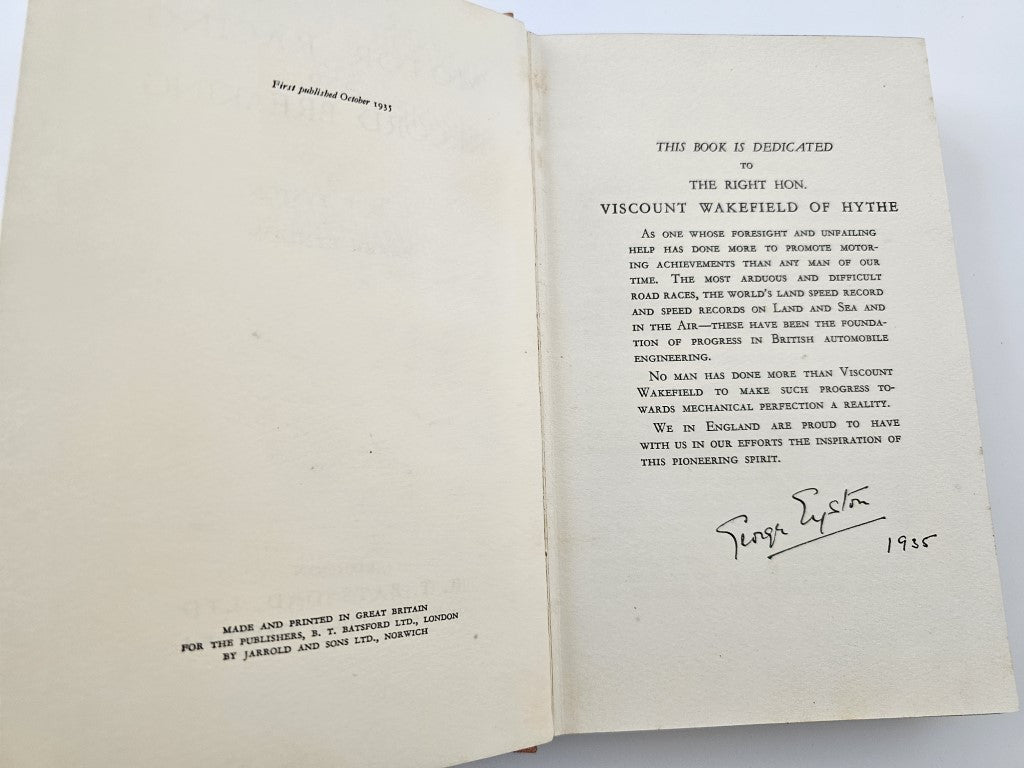 First published October 1935
MADE AND PRINTED IN GREAT BRITAIN
FOR THE PUBLISHERS, B. T. BATSFORD LTD., LONDON
BY JARROLD AND SONS LTD., NORWICH
THIS BOOK IS DEDICATED
TO
THE RIGHT HON.
VISCOUNT WAKEFIELD OF HYTHE
AS ONE WHOSE FORESIGHT AND UNFAILING
HELP HAS DONE MORE TO PROMOTE MOTOR-
ING ACHIEVEMENTS THAN ANY MAN OF OUR
TIME. THE MOST ARDUOUS AND DIFFICULT
ROAD RACES, THE WORLD'S LAND SPEED RECORD
AND SPEED RECORDS ON LAND AND SEA AND
IN THE AIR—THESE HAVE BEEN THE FOUNDA-
TION OF PROGRESS IN BRITISH AUTOMOBILE
ENGINEERING.
NO MAN HAS DONE MORE THAN VISCOUNT
WAKEFIELD TO MAKE SUCH PROGRESS TO-
WARDS MECHANICAL PERFECTION A REALITY.
WE IN ENGLAND ARE PROUD TO HAVE
WITH US IN OUR EFFORTS THE INSPIRATION OF
THIS PIONEERING SPIRIT.
George Eyston
1935